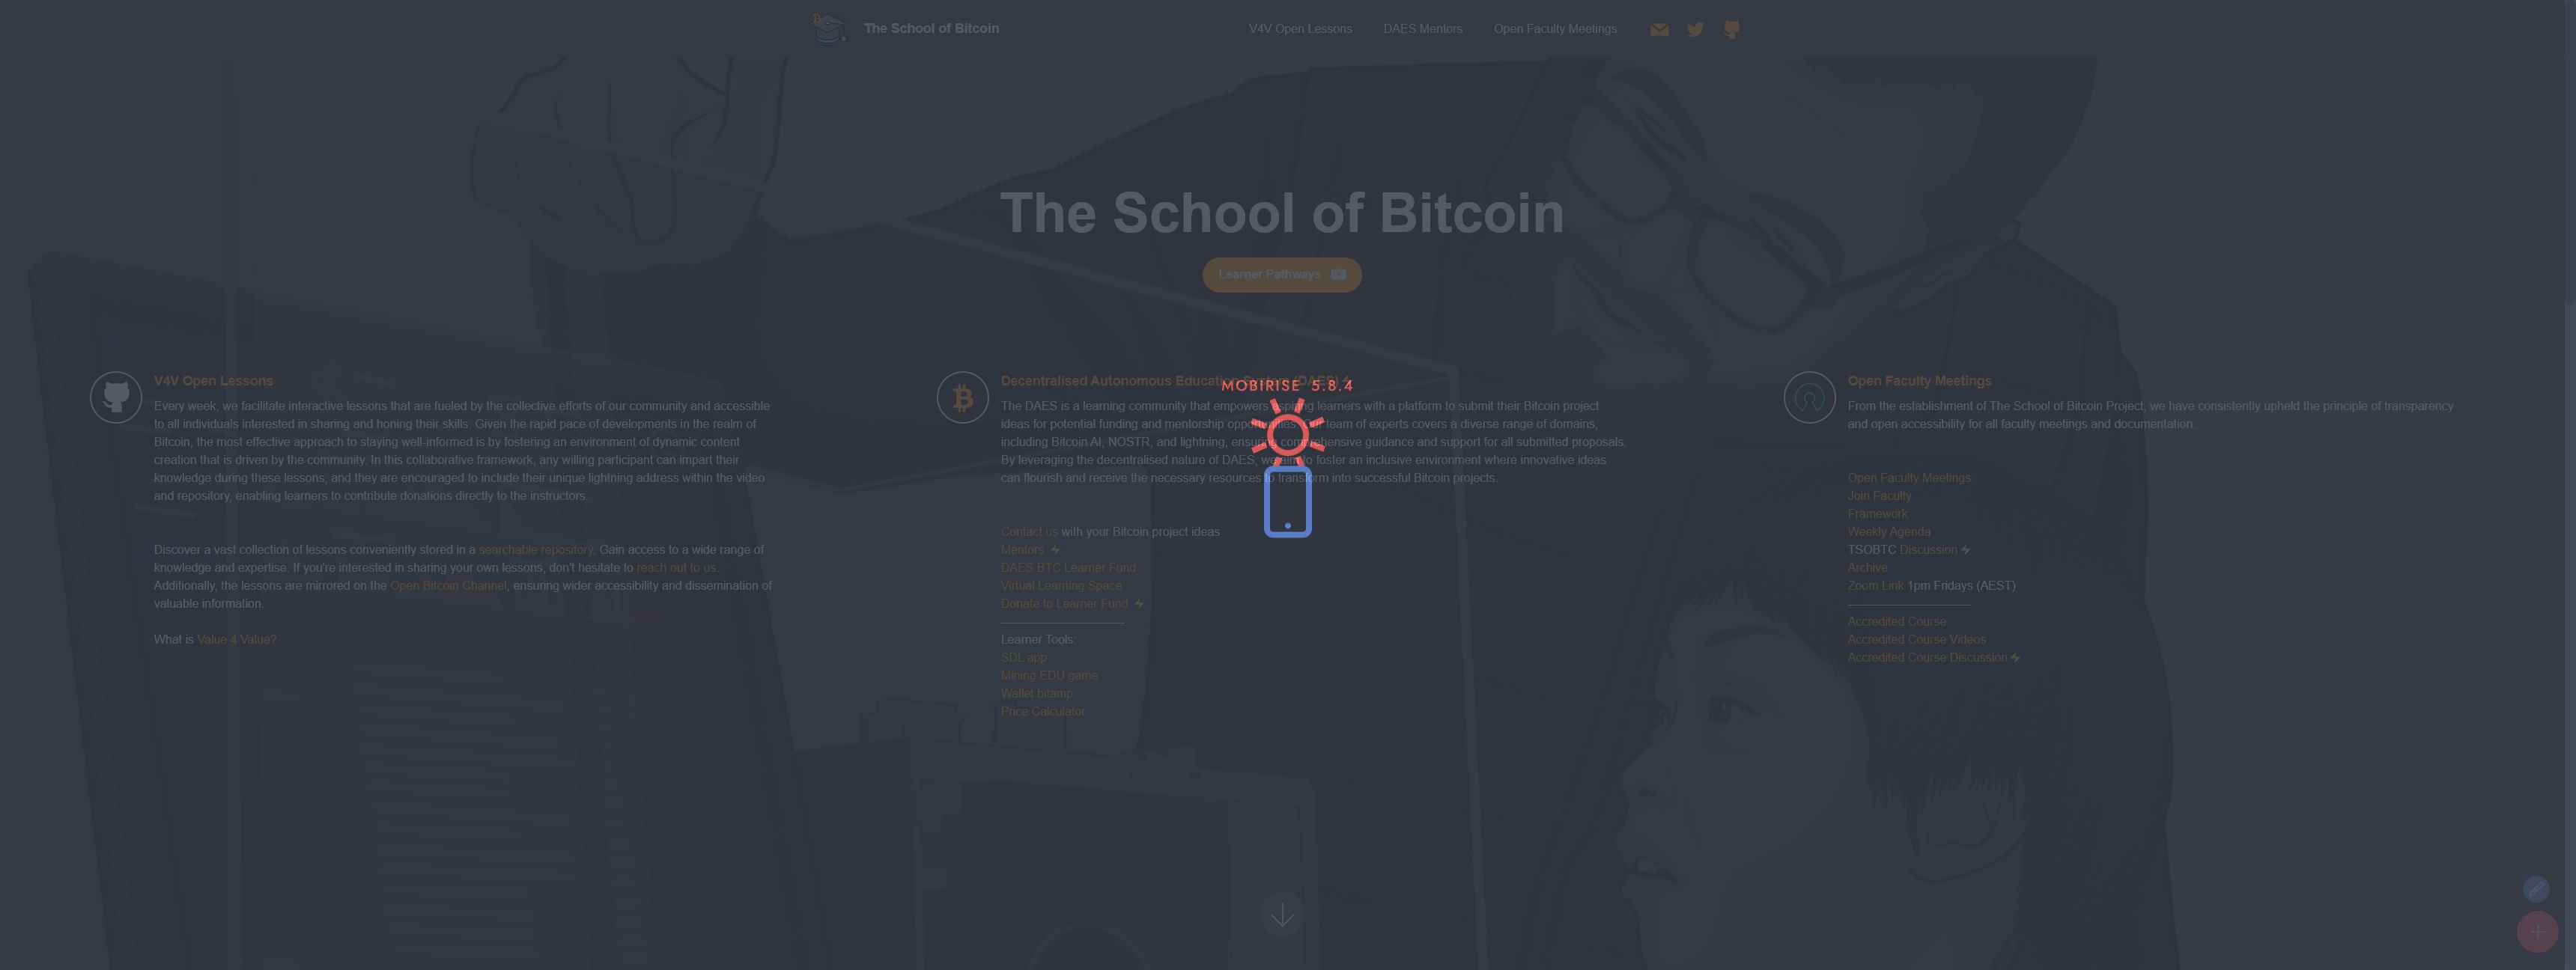 The School of Bitcoin
V4V Open Lessons
DAES Mentors
Open Faculty Meetings
The School of Bitcoin
Learner Pathways
V4V Open Lessons
Every week, we facilitate interactive lessons that are fueled by the collective efforts of our community and accessible
to all individuals interested in sharing and honing their skills. Given the rapid pace of developments in the realm of
Bitcoin, the most effective approach to staying well-informed is by fostering an environment of dynamic content
creation that is driven by the community. In this collaborative framework, any willing participant can impart their
knowledge during these lessons, and they are encouraged to include their unique lightning address within the video
and repository, enabling learners to contribute donations directly to the instructors.
Discover a vast collection of lessons conveniently stored in a searchable repository. Gain access to a wide range of
knowledge and expertise. If you're interested in sharing your own lessons, don't hesitate to reach out to us.
Additionally, the lessons are mirrored on the Open Bitcoin Channel, ensuring wider accessibility and dissemination of
valuable information.
What is Value 4 Value?
Decentralised Autonomous Education System (DAES)
MOBIRISE 5.8.4
The DAES is a learning community that empowers aspiring learners with a platform to submit their Bitcoin project
ideas for potential funding and mentorship opportunities. Our team of experts covers a diverse range of domains,
including Bitcoin AI, NOSTR, and lightning, ensuring comprehensive guidance and support for all submitted proposals.
By leveraging the decentralised nature of DAES, we aim to foster an inclusive environment where innovative ideas
can flourish and receive the necessary resources to transform into successful Bitcoin projects.
Contact us with your Bitcoin project ideas
Mentors
DAES BTC Learner Fund
Virtual Learning Space
Donate to Learner Fund
----------------------------------
Learner Tools:
SDL app
Mining EDU game
Wallet bitamp
Price Calculator
Open Faculty Meetings
From the establishment of The School of Bitcoin Project, we have consistently upheld the principle of transparency
and open accessibility for all faculty meetings and documentation.
Open Faculty Meetings
Join Faculty
Framework
Weekly Agenda
TSOBTC Discussion
Archive
Zoom Link 1pm Fridays (AEST)
----------------------------------
Accredited Course
Accredited Course Videos
Accredited Course Discussion